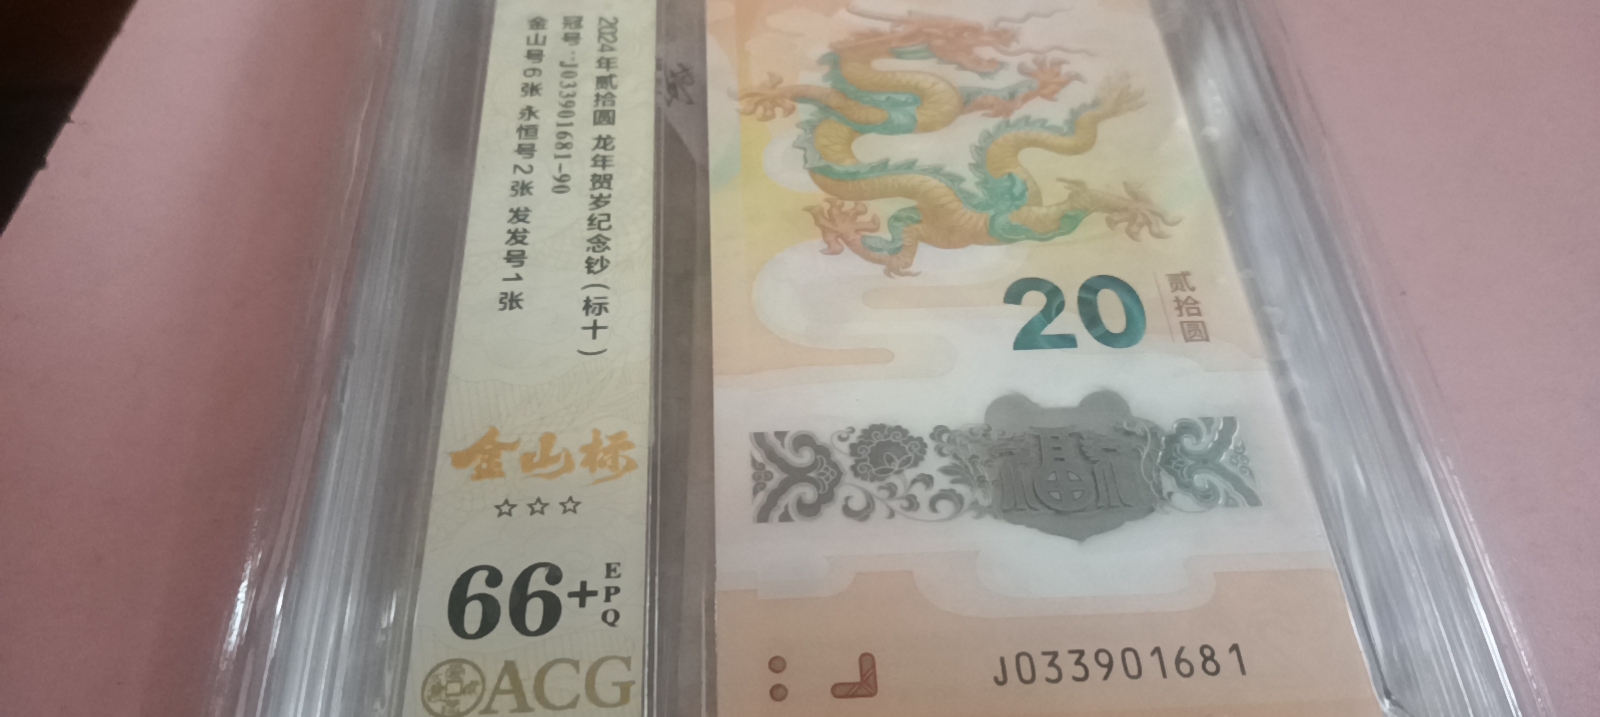 2024年贰拾圆 龙年贺岁纪念钞(标十)
冠号:J033901681-90
金山号6张 永恒号2张 发发号1张
金山标
☆☆☆
66+EPQ
ACG
20
贰拾圆
J033901681